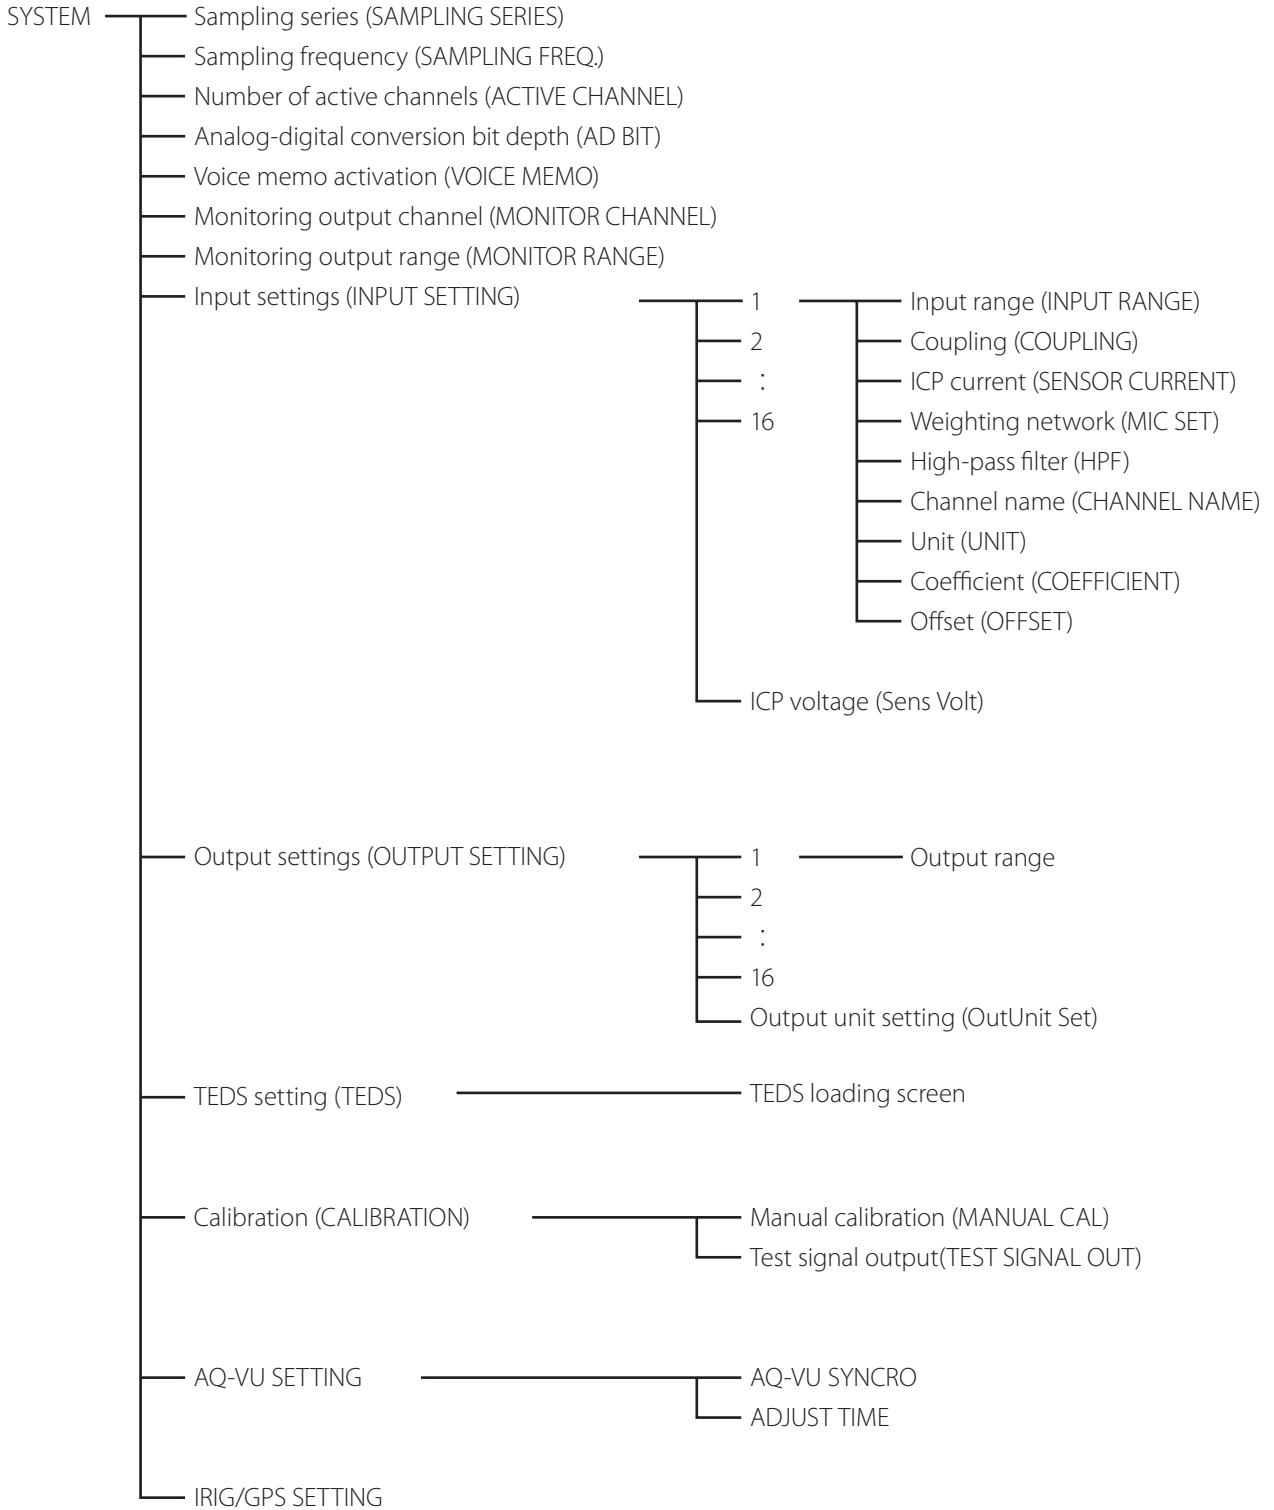 SYSTEM
Sampling series (SAMPLING SERIES)
Sampling frequency (SAMPLING FREQ.)
Number of active channels (ACTIVE CHANNEL)
Analog-digital conversion bit depth (AD BIT)
Voice memo activation (VOICE MEMO)
Monitoring output channel (MONITOR CHANNEL)
Monitoring output range (MONITOR RANGE)
Input settings (INPUT SETTING)
1
Input range (INPUT RANGE)
2
Coupling (COUPLING)
:
ICP current (SENSOR CURRENT)
16
Weighting network (MIC SET)
High-pass filter (HPF)
Channel name (CHANNEL NAME)
Unit (UNIT)
Coefficient (COEFFICIENT)
Offset (OFFSET)
ICP voltage (Sens Volt)
Output settings (OUTPUT SETTING)
1
Output range
2
:
16
Output unit setting (OutUnit Set)
TEDS setting (TEDS)
TEDS loading screen
Calibration (CALIBRATION)
Manual calibration (MANUAL CAL)
Test signal output(TEST SIGNAL OUT)
AQ-VU SETTING
AQ-VU SYNCRO
ADJUST TIME
IRIG/GPS SETTING